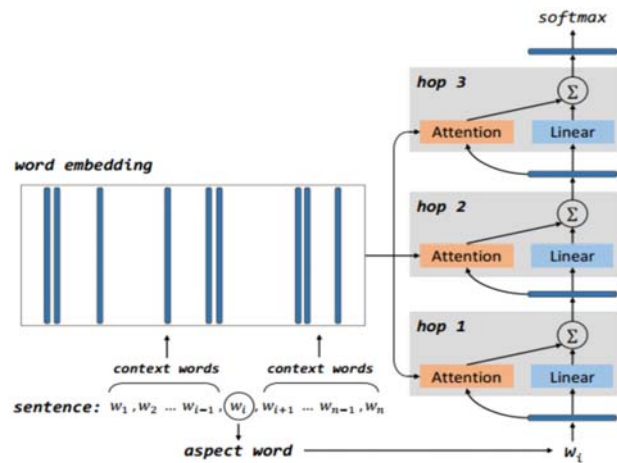 softmax
hop 3
Σ
Attention
Linear
word embedding
hop 2
Σ
Attention
Linear
hop 1
Σ
context words
context words
Attention
Linear
sentence: w₁, w₂ … wᵢ₋₁, wᵢ, wᵢ₊₁ … wₙ₋₁, wₙ
aspect word
wᵢ